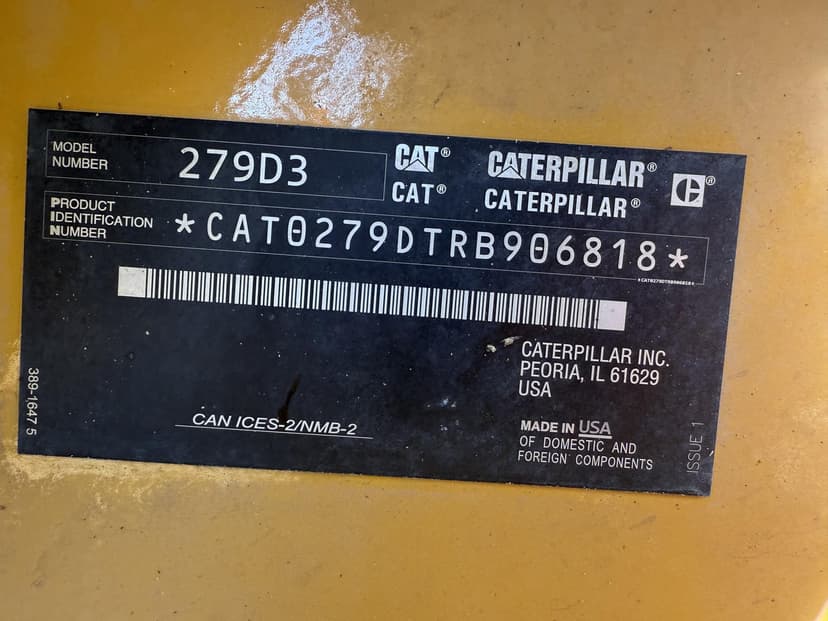 MODEL
NUMBER
279D3
CAT® CATERPILLAR®
CAT® CATERPILLAR®
C®
PRODUCT
IDENTIFICATION
NUMBER
*CAT0279DTRB906818*
*CAT0279DTRB906818*
CATERPILLAR INC.
PEORIA, IL 61629
USA
389-1647 5
CAN ICES-2/NMB-2
MADE IN USA
OF DOMESTIC AND
FOREIGN COMPONENTS
ISSUE 1